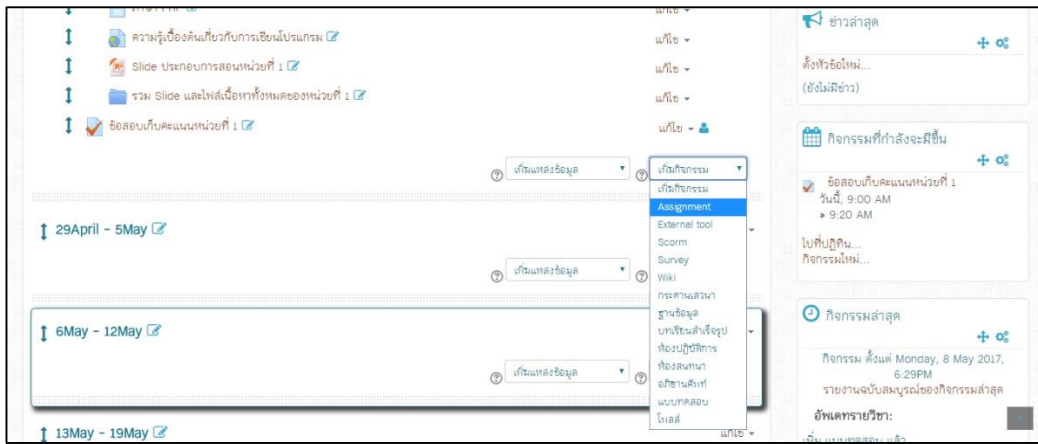 ความรู้เบื้องต้นเกี่ยวกับการเขียนโปรแกรม
แก้ไข
Slide ประกอบการสอนหน่วยที่ 1
แก้ไข
รวม Slide และไฟล์เนื้อหาทั้งหมดของหน่วยที่ 1
แก้ไข
ข้อสอบเก็บคะแนนหน่วยที่ 1
แก้ไข
เพิ่มแหล่งข้อมูล
เพิ่มกิจกรรม
เพิ่มกิจกรรม
Assignment
External tool
Scorm
Survey
Wiki
กระดานเสวนา
ฐานข้อมูล
บทเรียนสำเร็จรูป
ห้องปฏิบัติการ
ห้องสนทนา
อภิธานศัพท์
แบบทดสอบ
โพลล์
29April - 5May
เพิ่มแหล่งข้อมูล
6May - 12May
เพิ่มแหล่งข้อมูล
13May - 19May
แก้ไข
ข่าวล่าสุด
ตั้งหัวข้อใหม่...
(ยังไม่มีข่าว)
กิจกรรมที่กำลังจะมีขึ้น
ข้อสอบเก็บคะแนนหน่วยที่ 1
วันนี้, 9:00 AM
» 9:20 AM
ไปที่ปฏิทิน...
กิจกรรมใหม่...
กิจกรรมล่าสุด
กิจกรรม ตั้งแต่ Monday, 8 May 2017,
6:29PM
รายงานฉบับสมบูรณ์ของกิจกรรมล่าสุด
อัพเดทรายวิชา:
เพิ่ม แบบทดสอบ แล้ว